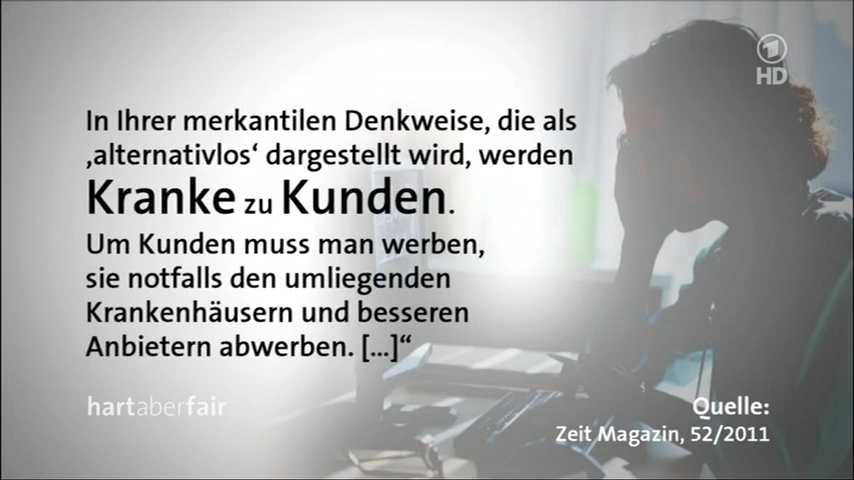 1
HD
In Ihrer merkantilen Denkweise, die als
‚alternativlos‘ dargestellt wird, werden
Kranke zu Kunden.
Um Kunden muss man werben,
sie notfalls den umliegenden
Krankenhäusern und besseren
Anbietern abwerben. [...]“
hartaberfair
Quelle:
Zeit Magazin, 52/2011